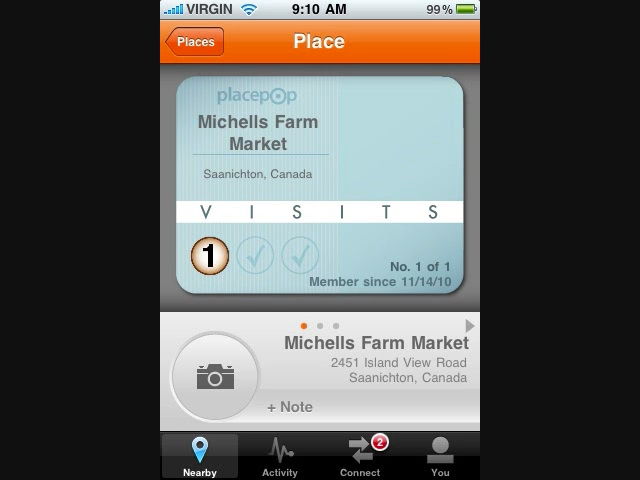 VIRGIN 9:10 AM 99%
Places Place
placepop
Michells Farm
Market
Saanichton, Canada
V I S I T S
1
No. 1 of 1
Member since 11/14/10
Michells Farm Market
2451 Island View Road
Saanichton, Canada
+ Note
2
Nearby Activity Connect You